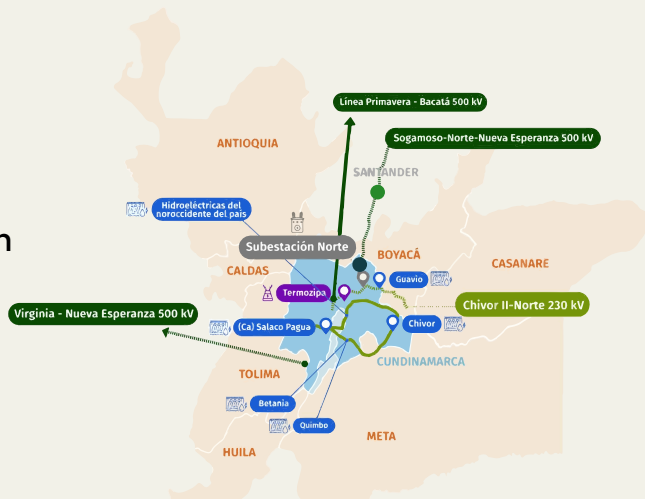 Línea Primavera - Bacatá 500 kV
Sogamoso-Norte-Nueva Esperanza 500 kV
ANTIOQUIA
SANTANDER
Hidroeléctricas del
noroccidente del país
n
Subestación Norte
BOYACÁ
CASANARE
CALDAS
Guavio
Termozipa
Chivor II-Norte 230 kV
Virginia - Nueva Esperanza 500 kV
(Ca) Salaco Pagua
Chivor
CUNDINAMARCA
TOLIMA
Betania
Quimbo
META
HUILA